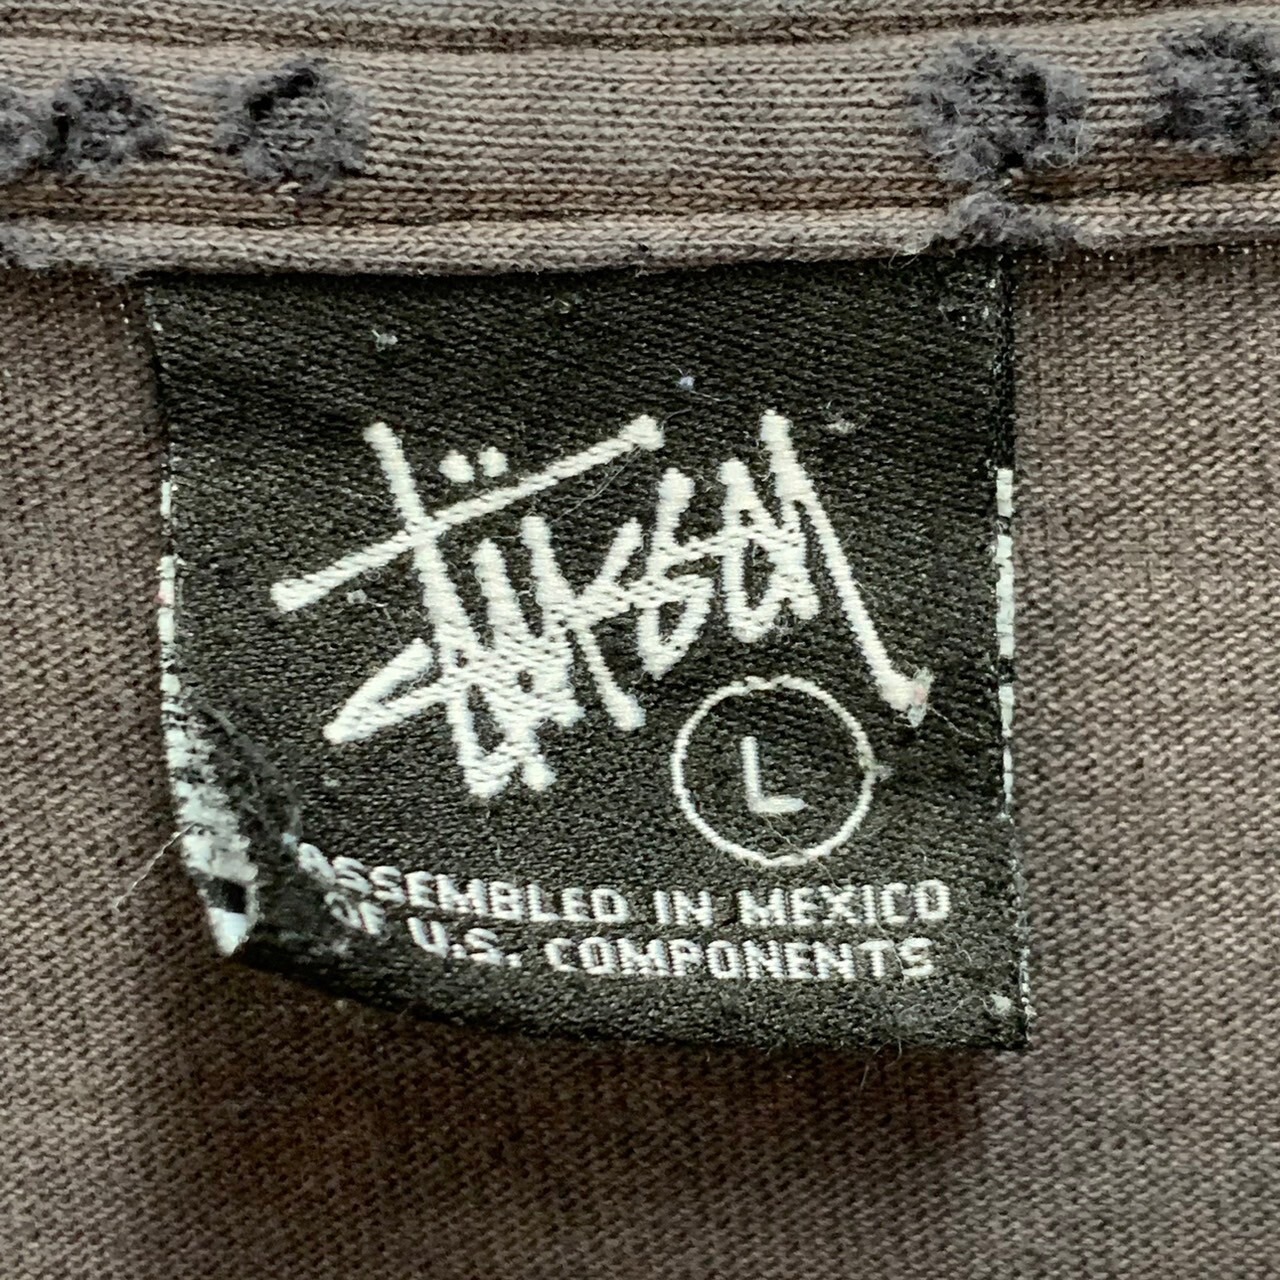 Stüssy
L
ASSEMBLED IN MEXICO
OF U.S. COMPONENTS